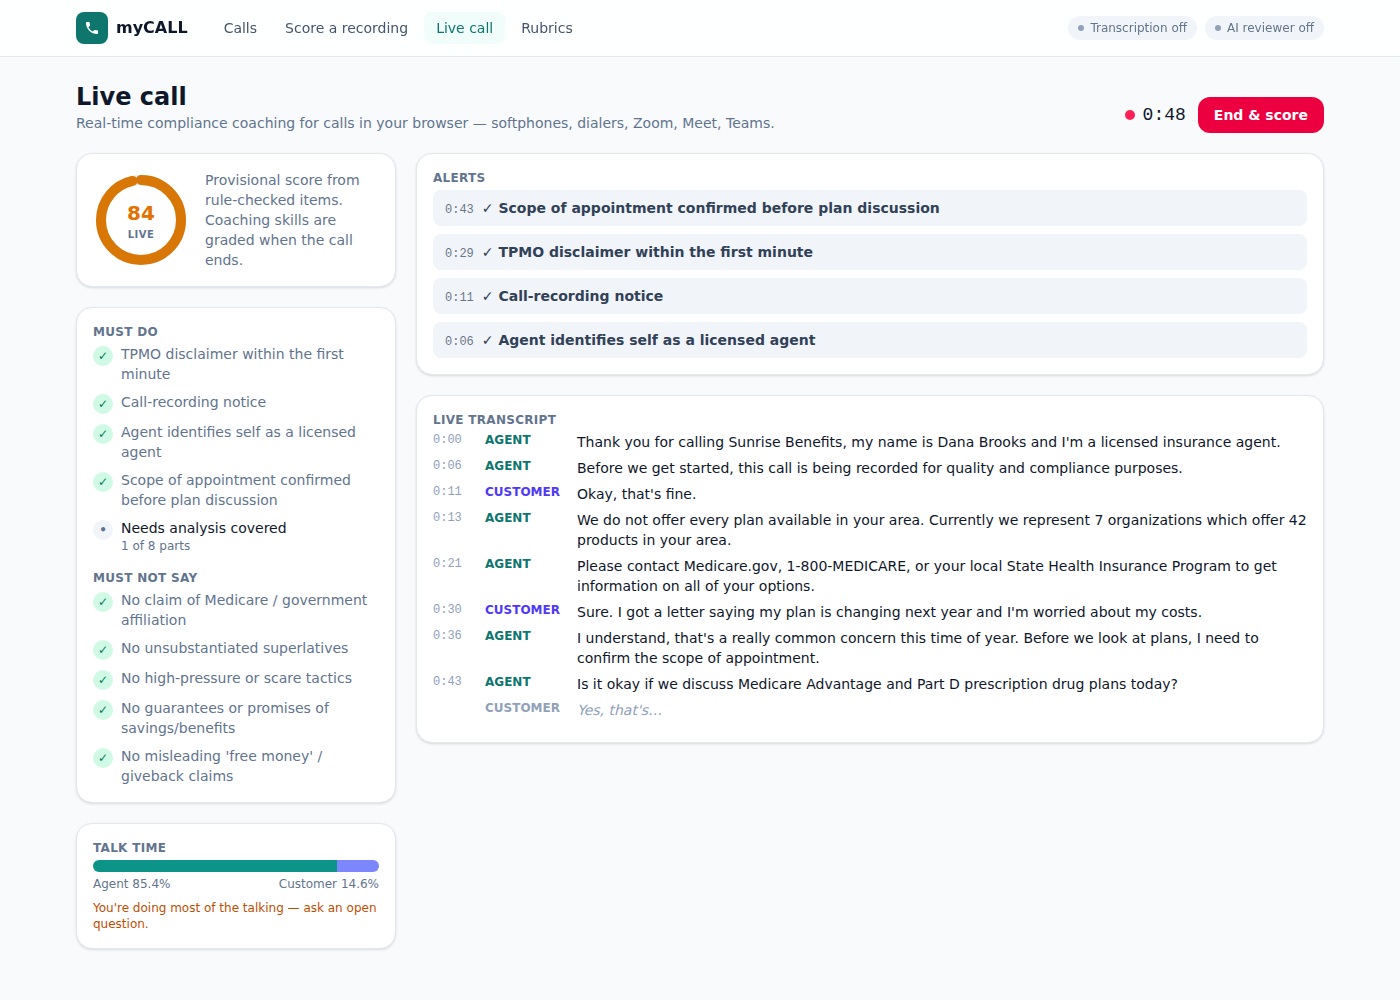 myCALL
Calls
Score a recording
Live call
Rubrics
Transcription off
AI reviewer off
Live call
Real-time compliance coaching for calls in your browser — softphones, dialers, Zoom, Meet, Teams.
0:48
End & score
84
LIVE
Provisional score from
rule-checked items.
Coaching skills are
graded when the call
ends.
MUST DO
✓ TPMO disclaimer within the first
minute
✓ Call-recording notice
✓ Agent identifies self as a licensed
agent
✓ Scope of appointment confirmed
before plan discussion
• Needs analysis covered
1 of 8 parts
MUST NOT SAY
✓ No claim of Medicare / government
affiliation
✓ No unsubstantiated superlatives
✓ No high-pressure or scare tactics
✓ No guarantees or promises of
savings/benefits
✓ No misleading 'free money' /
giveback claims
TALK TIME
Agent 85.4%
Customer 14.6%
You're doing most of the talking — ask an open
question.
ALERTS
0:43 ✓ Scope of appointment confirmed before plan discussion
0:29 ✓ TPMO disclaimer within the first minute
0:11 ✓ Call-recording notice
0:06 ✓ Agent identifies self as a licensed agent
LIVE TRANSCRIPT
0:00 AGENT Thank you for calling Sunrise Benefits, my name is Dana Brooks and I'm a licensed insurance agent.
0:06 AGENT Before we get started, this call is being recorded for quality and compliance purposes.
0:11 CUSTOMER Okay, that's fine.
0:13 AGENT We do not offer every plan available in your area. Currently we represent 7 organizations which offer 42
products in your area.
0:21 AGENT Please contact Medicare.gov, 1-800-MEDICARE, or your local State Health Insurance Program to get
information on all of your options.
0:30 CUSTOMER Sure. I got a letter saying my plan is changing next year and I'm worried about my costs.
0:36 AGENT I understand, that's a really common concern this time of year. Before we look at plans, I need to
confirm the scope of appointment.
0:43 AGENT Is it okay if we discuss Medicare Advantage and Part D prescription drug plans today?
CUSTOMER Yes, that's…